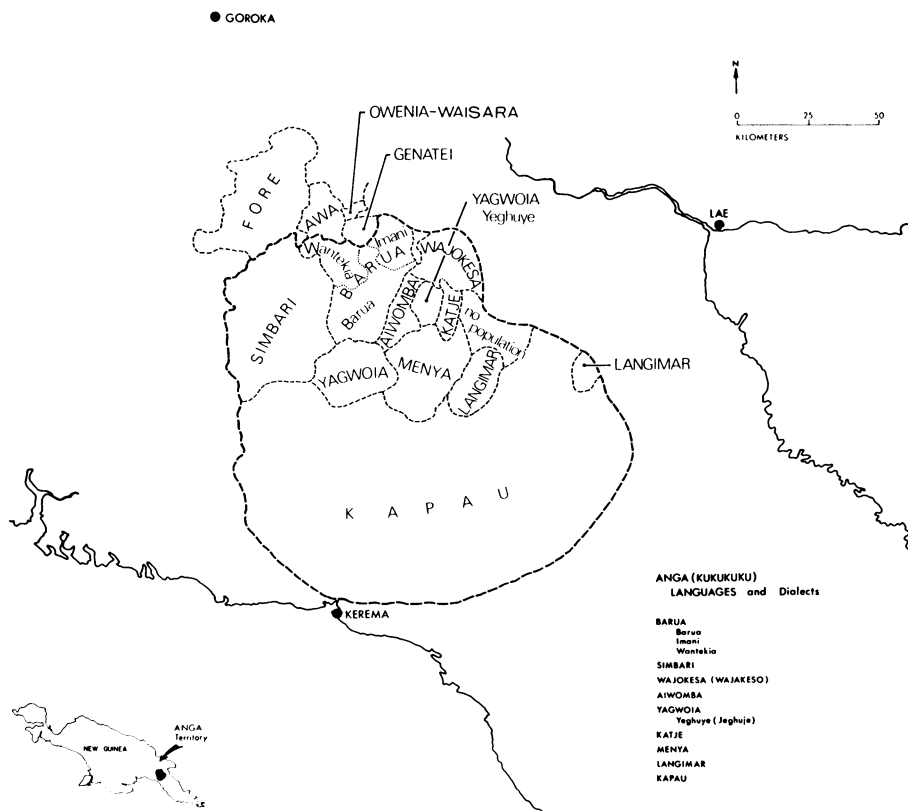 GOROKA
N
0 25 50
KILOMETERS
OWENIA-WAISARA
GENATEI
YAGWOIA
Yeghuye
LAE
FORE
AWA
Wantekia
Imani
BARUA
WAJOKESA
Barua
AIWOMBA
KATJE
no
population
SIMBARI
YAGWOIA
MENYA
LANGIMAR
LANGIMAR
KAPAU
KEREMA
ANGA (KUKUKUKU)
LANGUAGES and Dialects
BARUA
Barua
Imani
Wantekia
SIMBARI
WAJOKESA (WAJAKESO)
AIWOMBA
YAGWOIA
Yeghuye (Jeghuje)
KATJE
MENYA
LANGIMAR
KAPAU
ANGA
Territory
NEW GUINEA